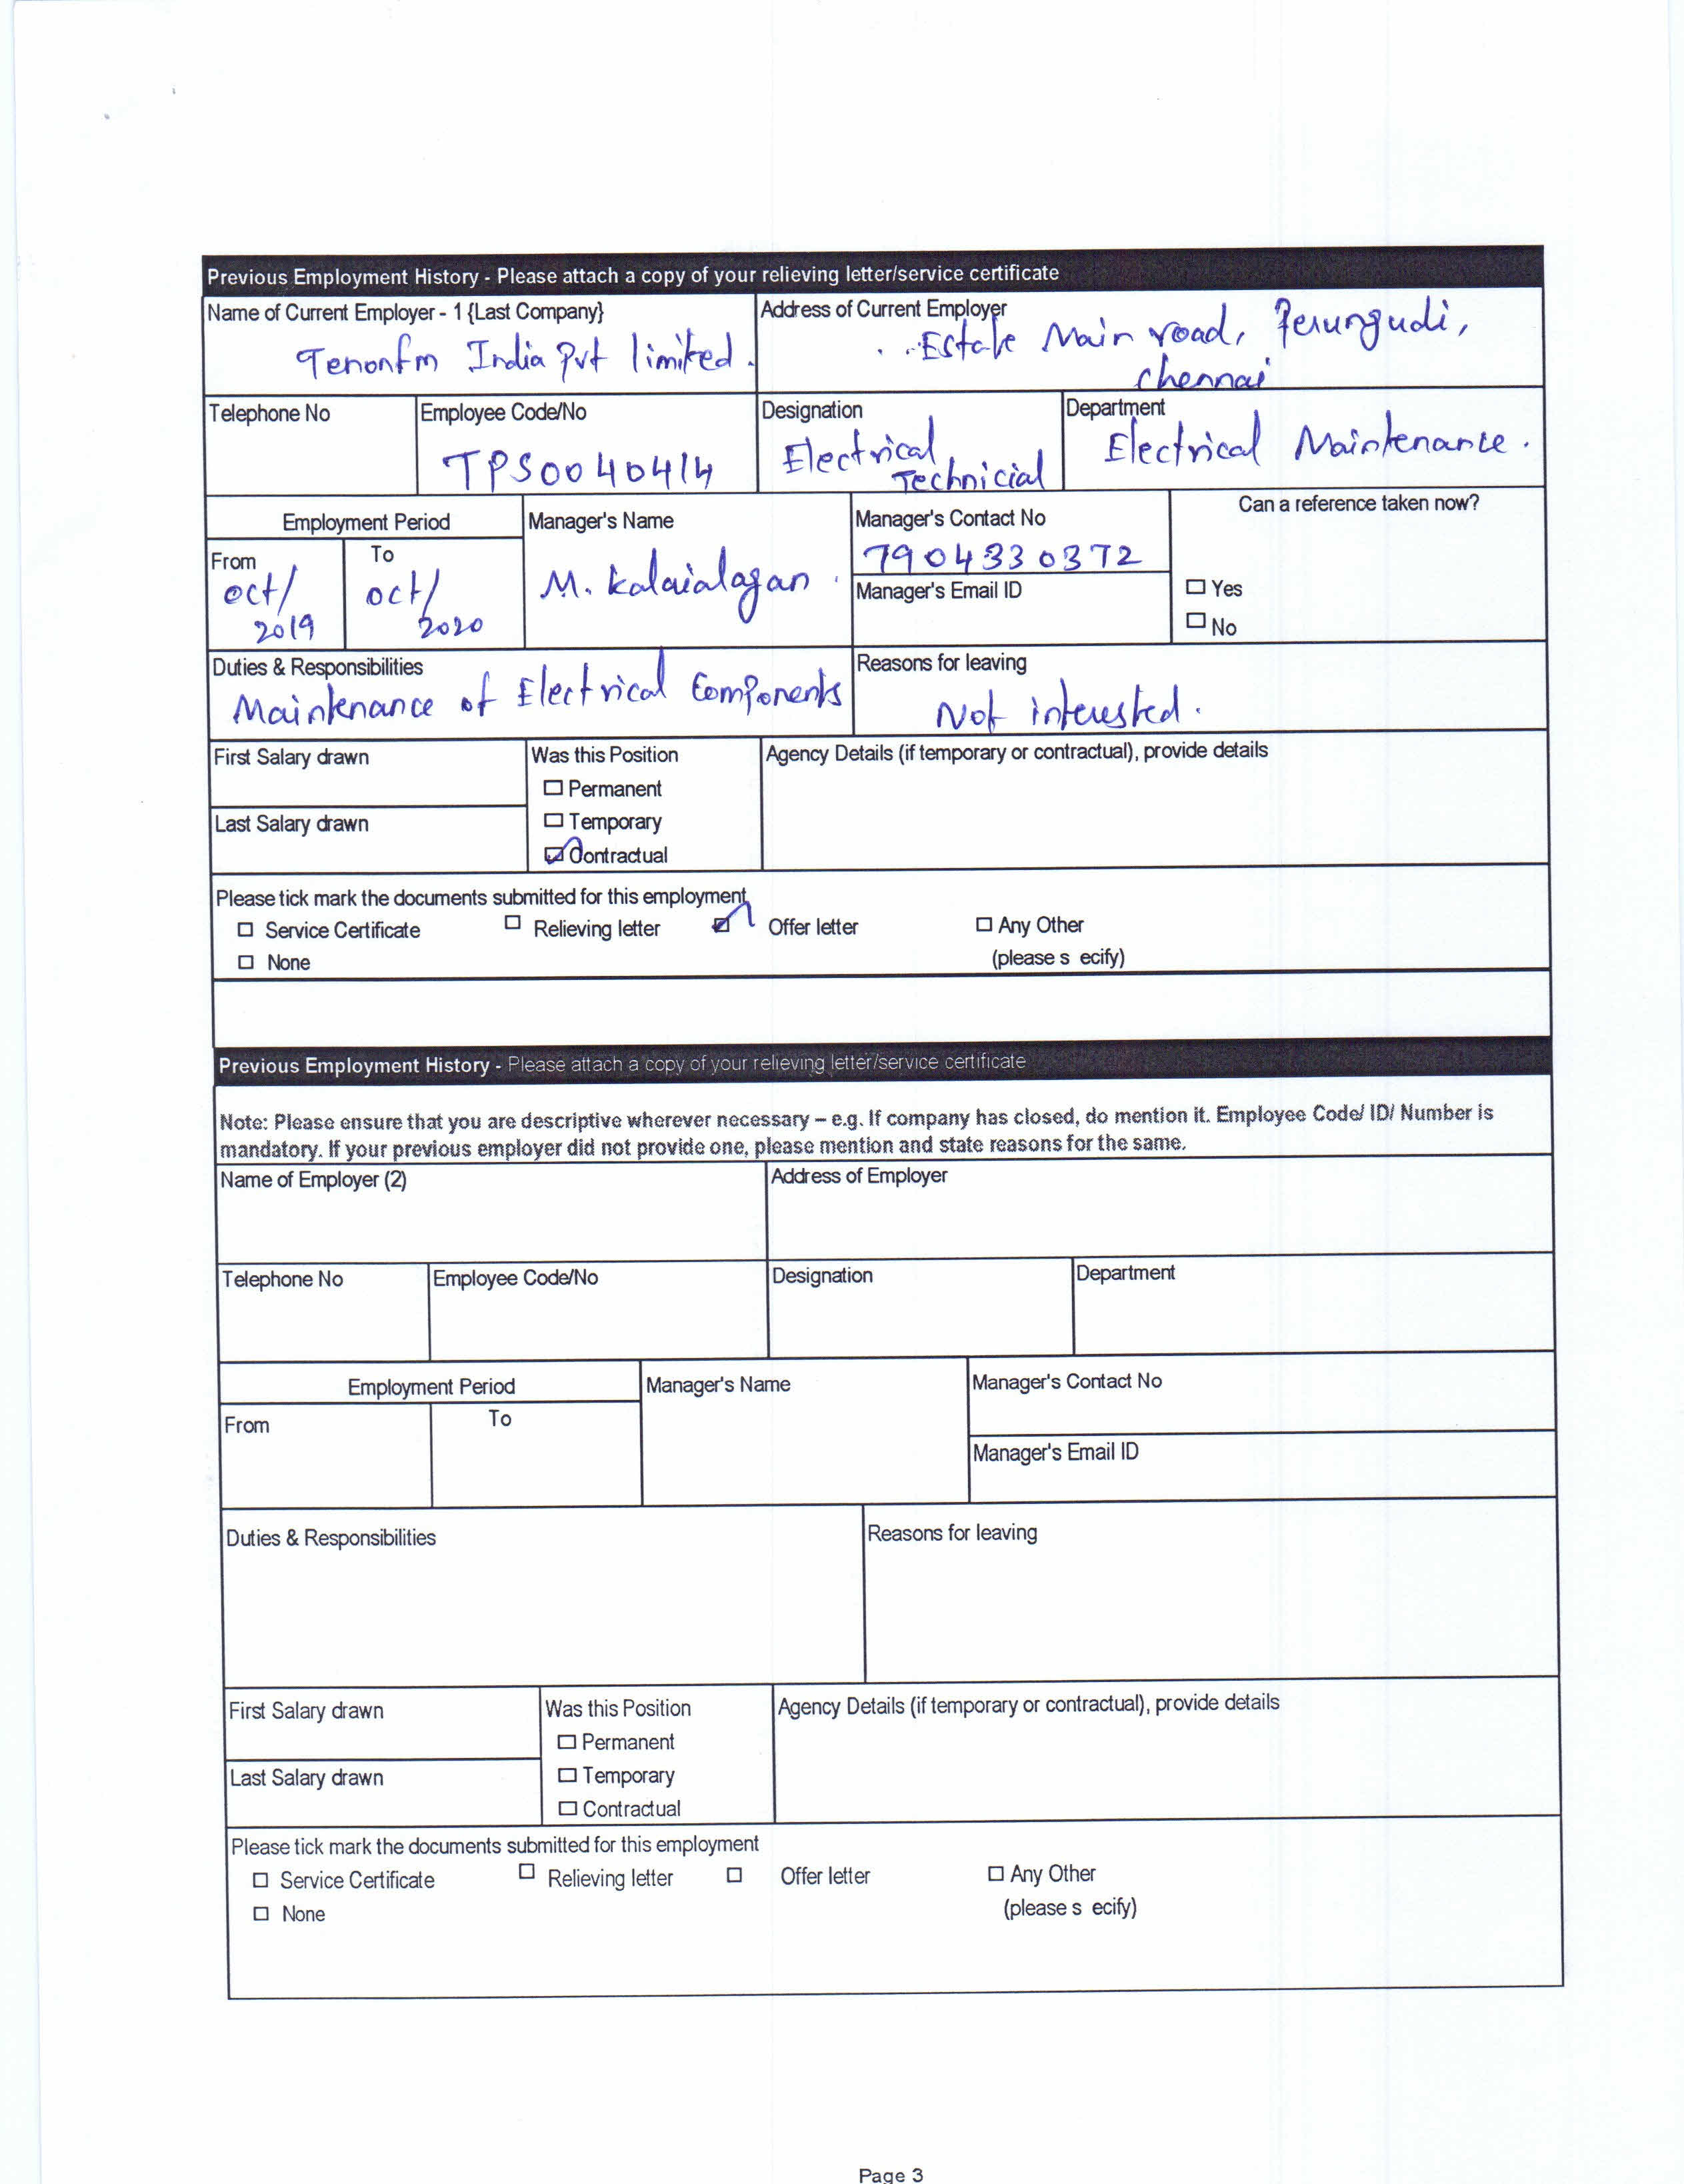 Previous Employment History - Please attach a copy of your relieving letter/service certificate
Name of Current Employer - 1 {Last Company}
Tenonfm India Pvt limited.
Address of Current Employer
Estate Main road, Perungudi,
chennai
Telephone No
Employee Code/No
TPS0040414
Designation
Electrical
Technicial
Department
Electrical Maintenance.
Employment Period
From
oct/
2019
To
oct/
2020
Manager's Name
M. kalaialagan
Manager's Contact No
7904330372
Manager's Email ID
Can a reference taken now?
Yes
No
Duties & Responsibilities
Maintenance of Electrical Components
Reasons for leaving
Not interested.
First Salary drawn
Last Salary drawn
Was this Position
Permanent
Temporary
Contractual
Agency Details (if temporary or contractual), provide details
Please tick mark the documents submitted for this employment
Service Certificate Relieving letter Offer letter Any Other
None (please s ecify)
Previous Employment History - Please attach a copy of your relieving letter/service certificate
Note: Please ensure that you are descriptive wherever necessary – e.g. If company has closed, do mention it. Employee Code/ ID/ Number is
mandatory. If your previous employer did not provide one, please mention and state reasons for the same.
Name of Employer (2)
Address of Employer
Telephone No
Employee Code/No
Designation
Department
Employment Period
From
To
Manager's Name
Manager's Contact No
Manager's Email ID
Duties & Responsibilities
Reasons for leaving
First Salary drawn
Last Salary drawn
Was this Position
Permanent
Temporary
Contractual
Agency Details (if temporary or contractual), provide details
Please tick mark the documents submitted for this employment
Service Certificate Relieving letter Offer letter Any Other
None (please s ecify)
Page 3